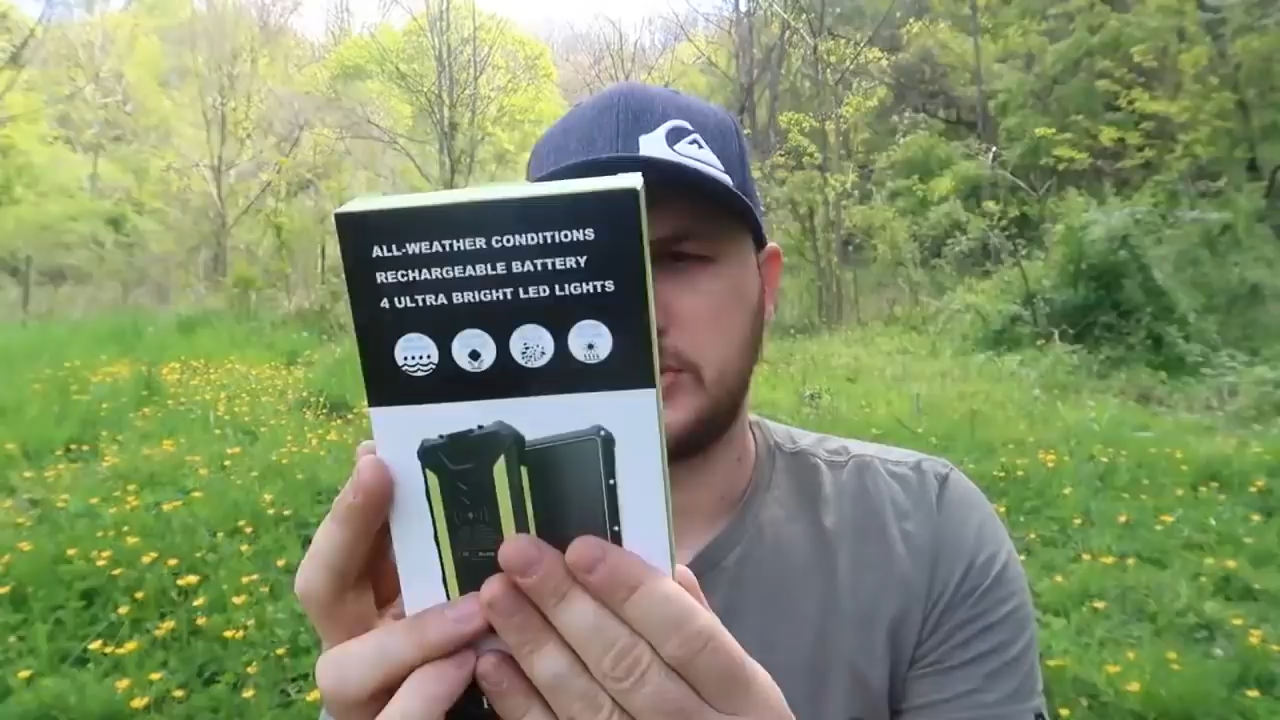 ALL-WEATHER CONDITIONS
RECHARGEABLE BATTERY
4 ULTRA BRIGHT LED LIGHTS